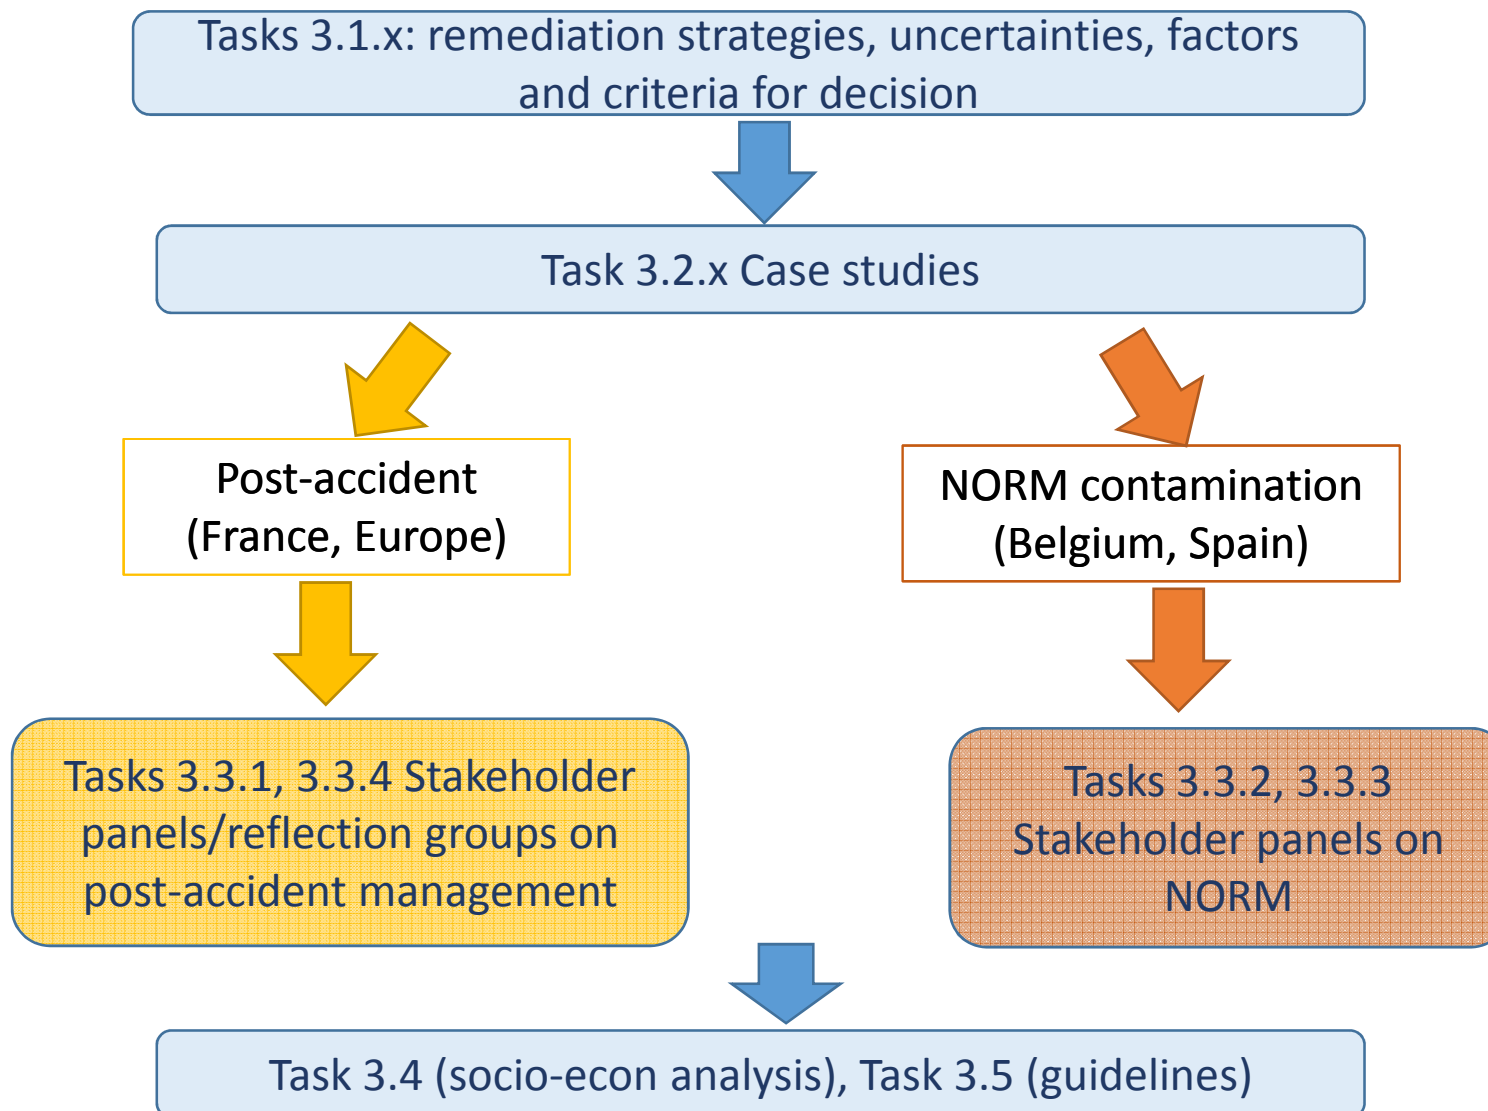 Tasks 3.1.x: remediation strategies, uncertainties, factors
and criteria for decision
Task 3.2.x Case studies
Post-accident
(France, Europe)
NORM contamination
(Belgium, Spain)
Tasks 3.3.1, 3.3.4 Stakeholder
panels/reflection groups on
post-accident management
Tasks 3.3.2, 3.3.3
Stakeholder panels on
NORM
Task 3.4 (socio-econ analysis), Task 3.5 (guidelines)